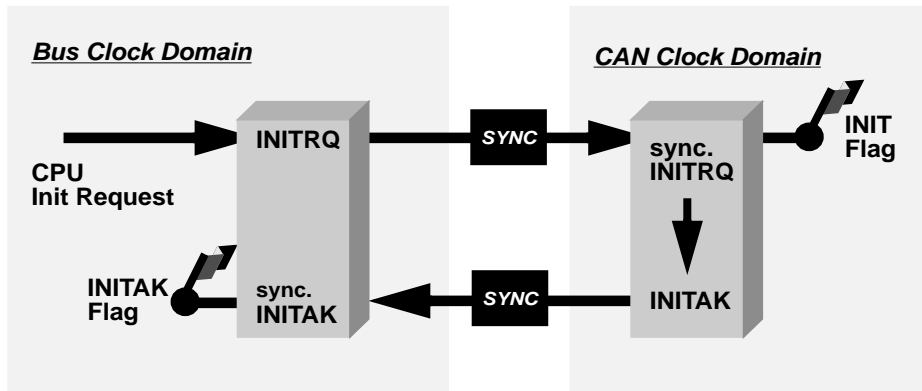 Bus Clock Domain
CAN Clock Domain
CPU
Init Request
INITRQ
SYNC
sync.
INITRQ
INIT
Flag
INITAK
Flag
sync.
INITAK
SYNC
INITAK